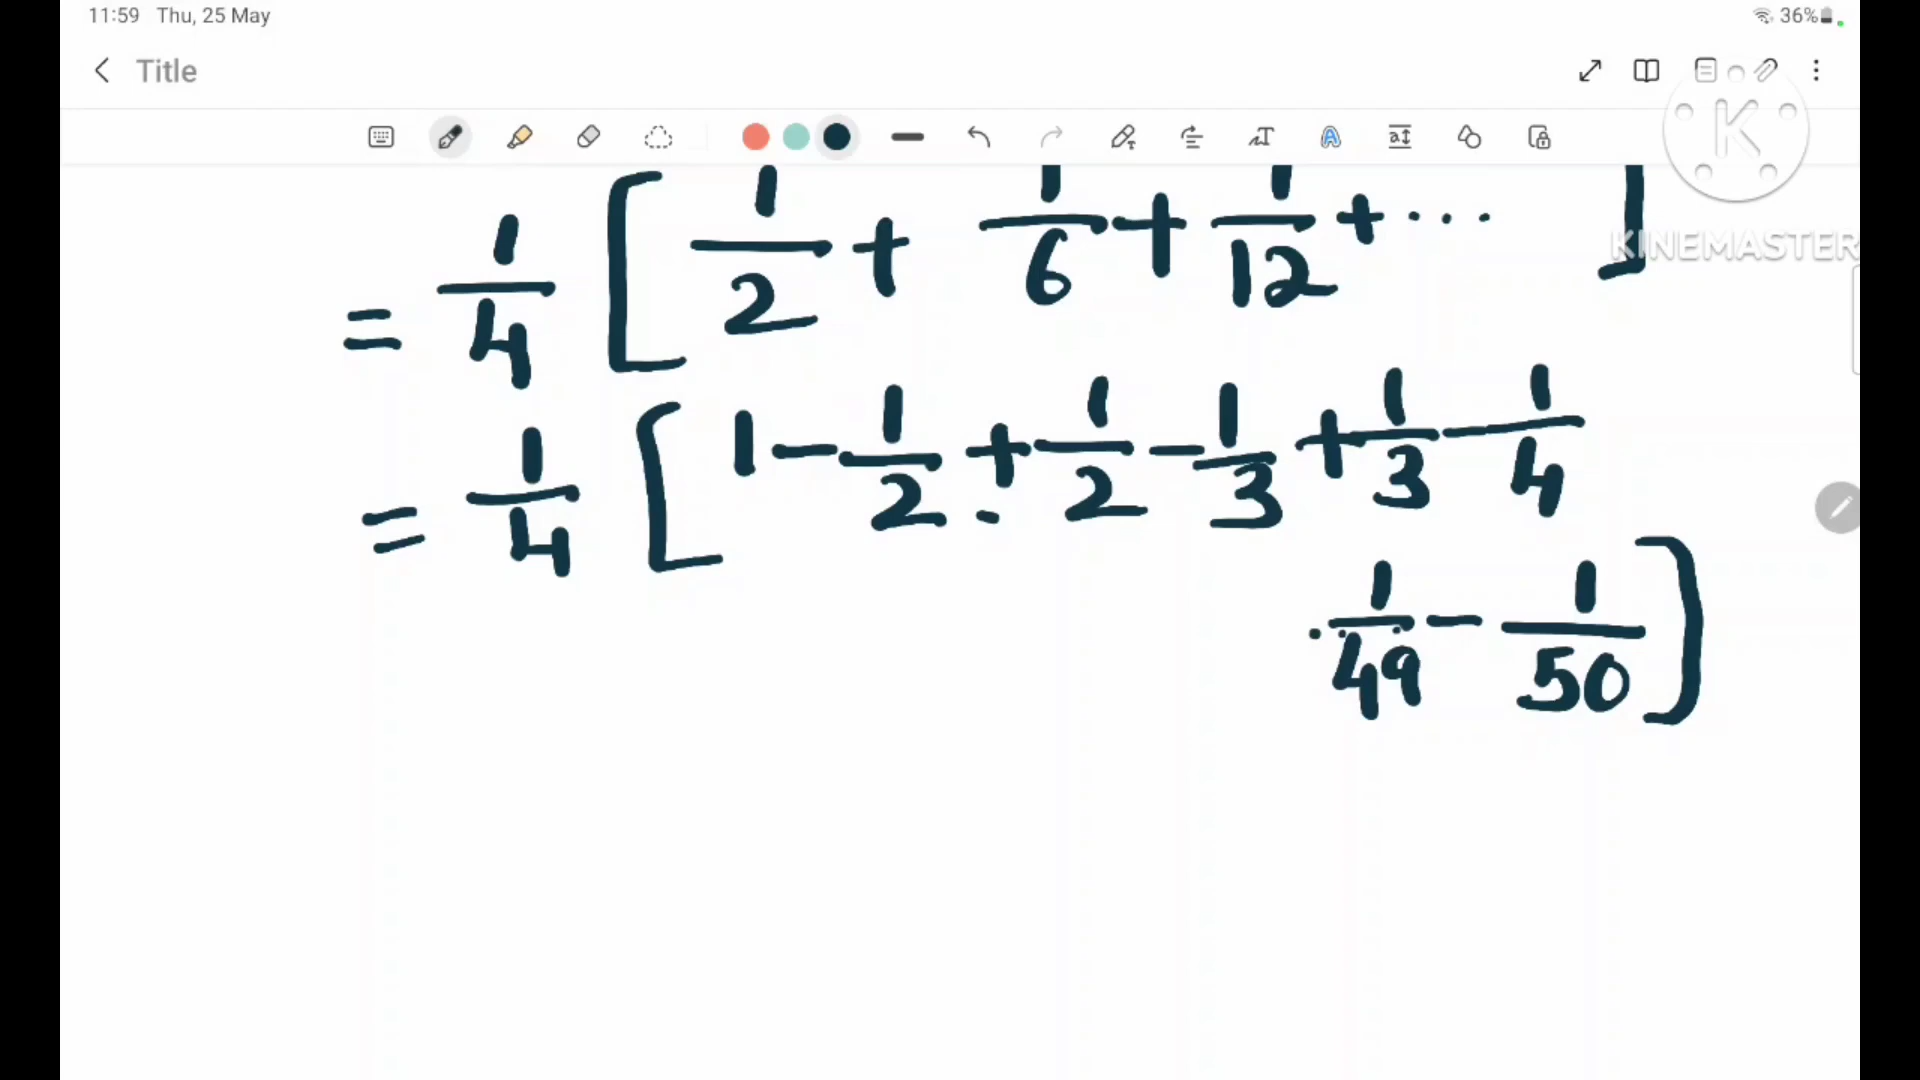 11:59 Thu, 25 May 36%
Title
K
KINEMASTER
= 1/4 [ 1/2 + 1/6 + 1/12 + ... ]
= 1/4 [ 1 - 1/2 + 1/2 - 1/3 + 1/3 - 1/4
... 1/49 - 1/50 ]